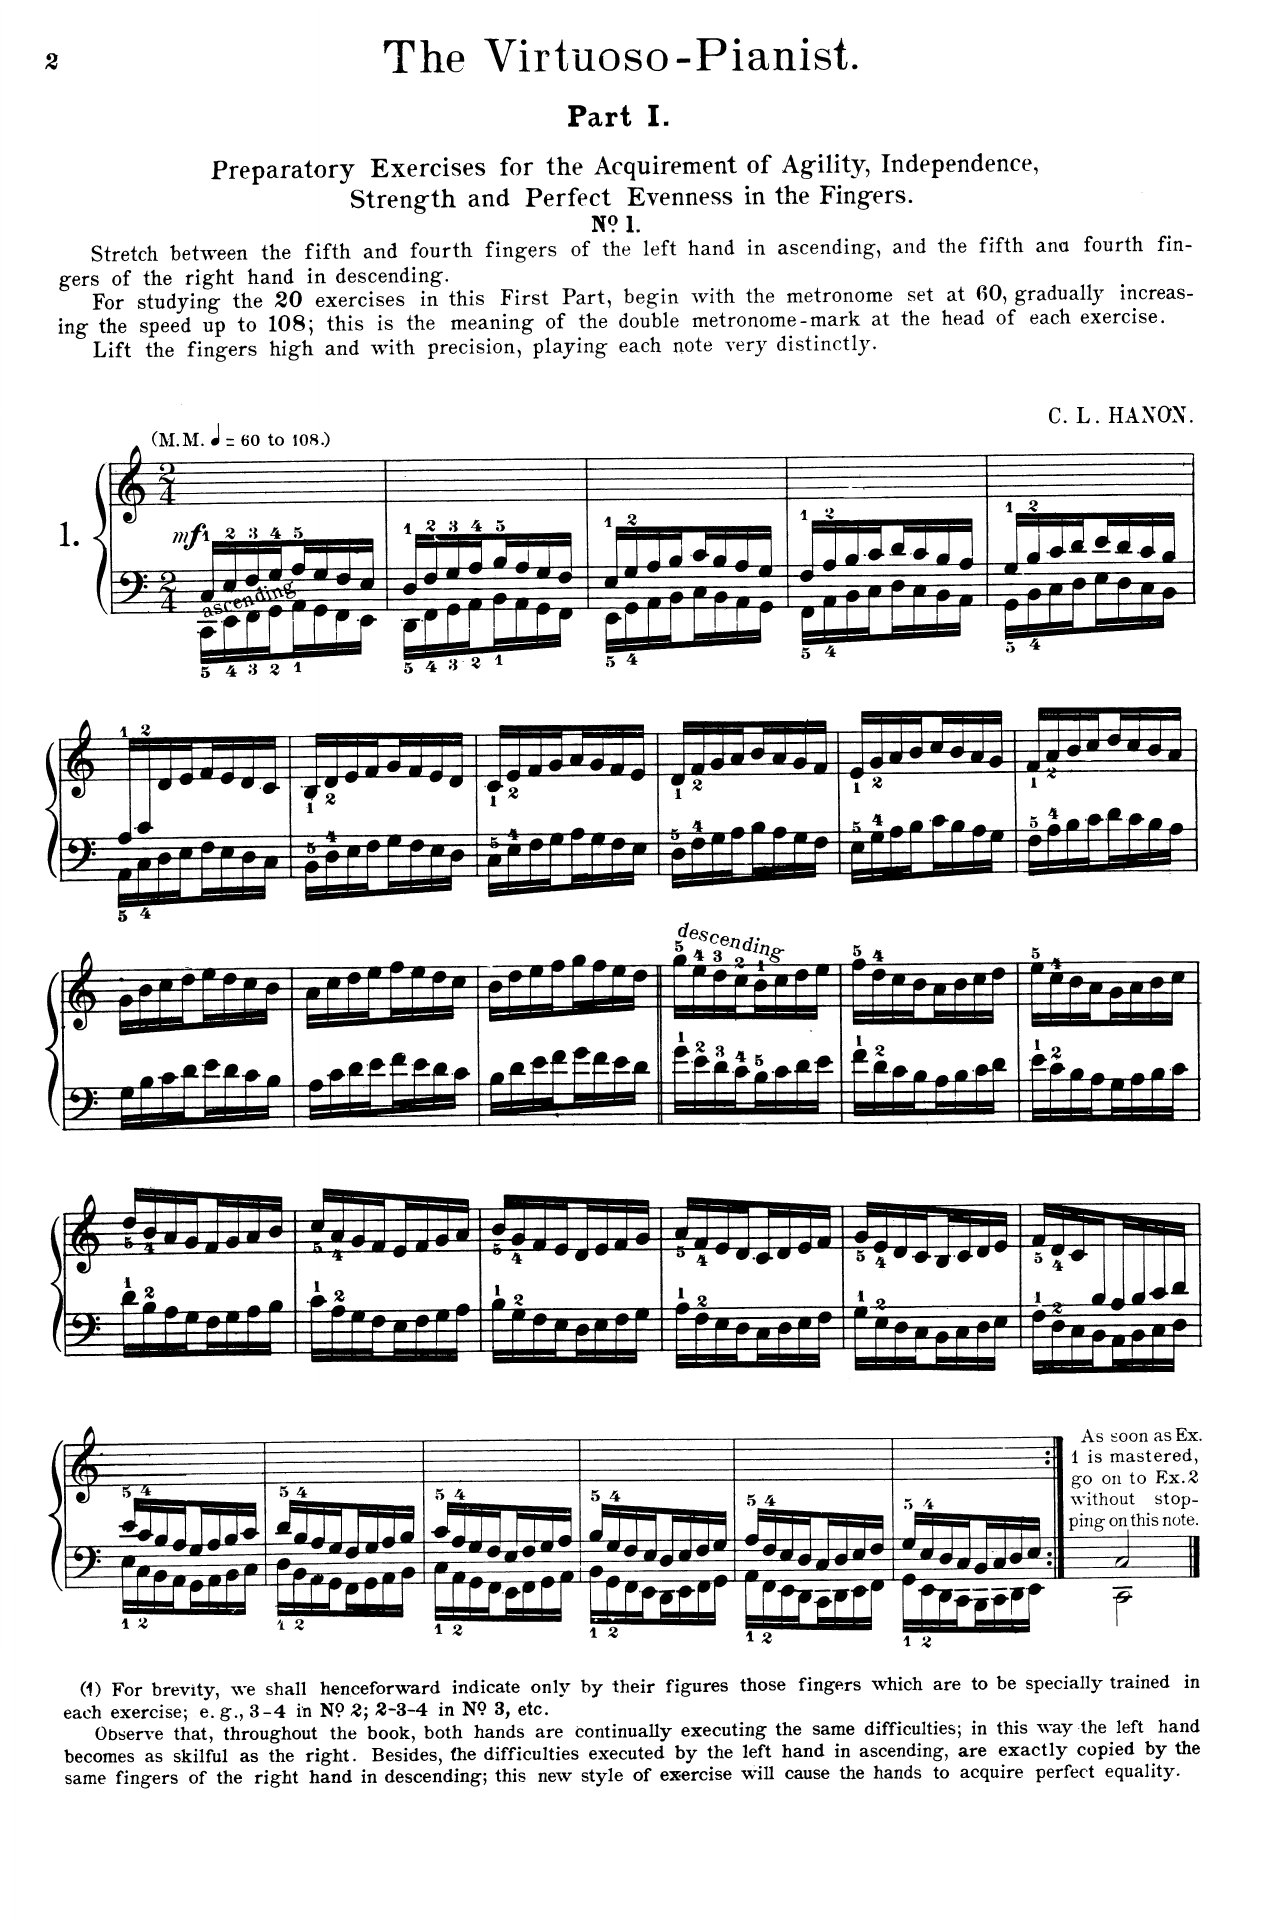 2
The Virtuoso-Pianist.
Part I.
Preparatory Exercises for the Acquirement of Agility, Independence,
Strength and Perfect Evenness in the Fingers.
Nº 1.
Stretch between the fifth and fourth fingers of the left hand in ascending, and the fifth and fourth fin-
gers of the right hand in descending.
For studying the 20 exercises in this First Part, begin with the metronome set at 60, gradually increas-
ing the speed up to 108; this is the meaning of the double metronome-mark at the head of each exercise.
Lift the fingers high and with precision, playing each note very distinctly.
C. L. HANON.
(M.M. ♩ = 60 to 108.)
1.
mf
1 2 3 4 5 1 2 3 4 5 1 2 1 2 1 2
ascending
5 4 3 2 1 5 4 3 2 1 5 4 5 4 5 4
1 2
1 2 1 2 1 2 1 2 1 2
5 4 5 4 5 4 5 4 5 4
5 4
descending
5 4 3 2 1 5 4 5 4
1 2 3 4 5 1 2 1 2
5 4 5 4 5 4 5 4 5 4 5 4
1 2 1 2 1 2 1 2 1 2 1 2
As soon as Ex.
1 is mastered,
go on to Ex. 2
without stop-
ping on this note.
5 4 5 4 5 4 5 4 5 4 5 4
1 2 1 2 1 2 1 2 1 2 1 2
(1) For brevity, we shall henceforward indicate only by their figures those fingers which are to be specially trained in
each exercise; e. g., 3-4 in Nº 2; 2-3-4 in Nº 3, etc.
Observe that, throughout the book, both hands are continually executing the same difficulties; in this way the left hand
becomes as skilful as the right. Besides, the difficulties executed by the left hand in ascending, are exactly copied by the
same fingers of the right hand in descending; this new style of exercise will cause the hands to acquire perfect equality.